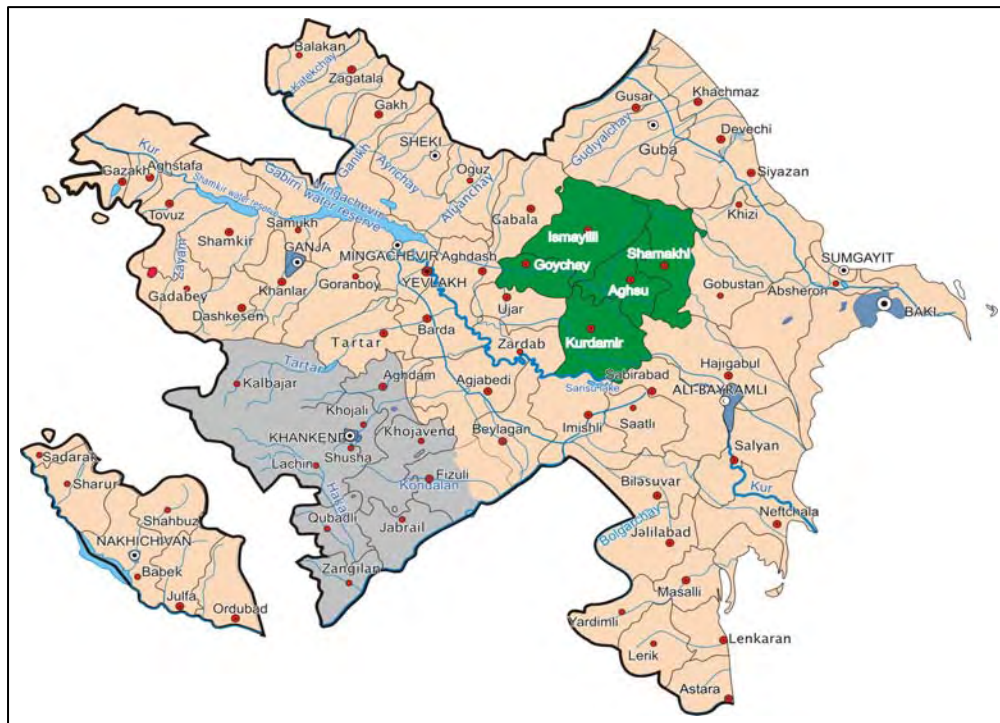 Balakan
Katekchay
Zagatala
Gakh
Gusar
Khachmaz
SHEKI
Gudiyalchay
Guba
Devechi
Kur
Ganikh
Ayrichay
Oguz
Siyazan
Gazakh
Aghstafa
Shamkir water reserve
Mingachevir
Gabirri water reserve
Alijanchay
Gabala
Khizi
Tovuz
Samukh
Ismayilli
Shamkir
GANJA
MINGACHEVIR
Aghdash
Goychay
Shamakhi
SUMGAYIT
Zayam
Khanlar
Goranboy
YEVLAKH
Aghsu
Gobustan
Absheron
Gadabey
Dashkesen
Ujar
BAKI
Barda
Tartar
Zardab
Kurdamir
Tartar
Kalbajar
Aghdam
Agjabedi
Sarisu lake
Sabirabad
Hajigabul
ALI-BAYRAMLI
Khojali
KHANKEND
Khojavend
Beylagan
Imishli
Saatli
Sadarak
Shusha
Salyan
Lachin
Fizuli
Kondalan
Sharur
Bilasuvar
Kur
Shahbuz
Qubadli
Jabrail
Bolgarchay
Jalilabad
Neftchala
NAKHICHIVAN
Babek
Zangilan
Masalli
Julfa
Ordubad
Yardimli
Lerik
Lenkaran
Astara